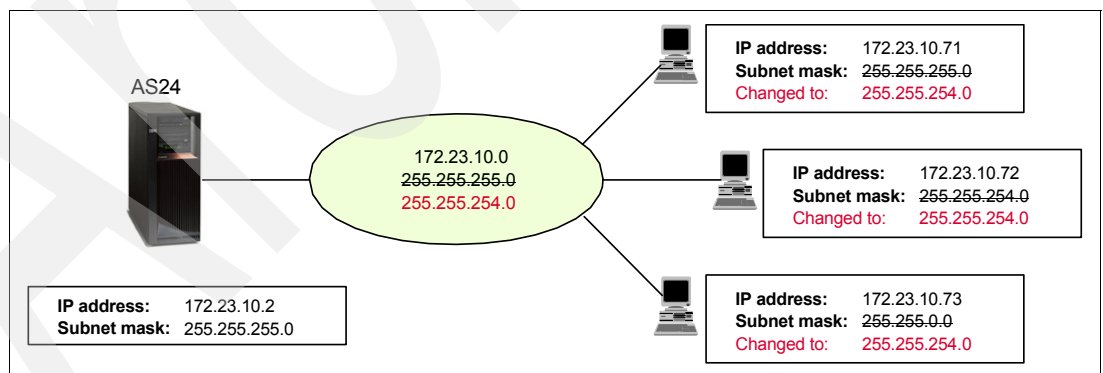 AS24
IP address: 172.23.10.2
Subnet mask: 255.255.255.0
172.23.10.0
255.255.255.0
255.255.254.0
IP address: 172.23.10.71
Subnet mask: 255.255.255.0
Changed to: 255.255.254.0
IP address: 172.23.10.72
Subnet mask: 255.255.254.0
Changed to: 255.255.254.0
IP address: 172.23.10.73
Subnet mask: 255.255.0.0
Changed to: 255.255.254.0